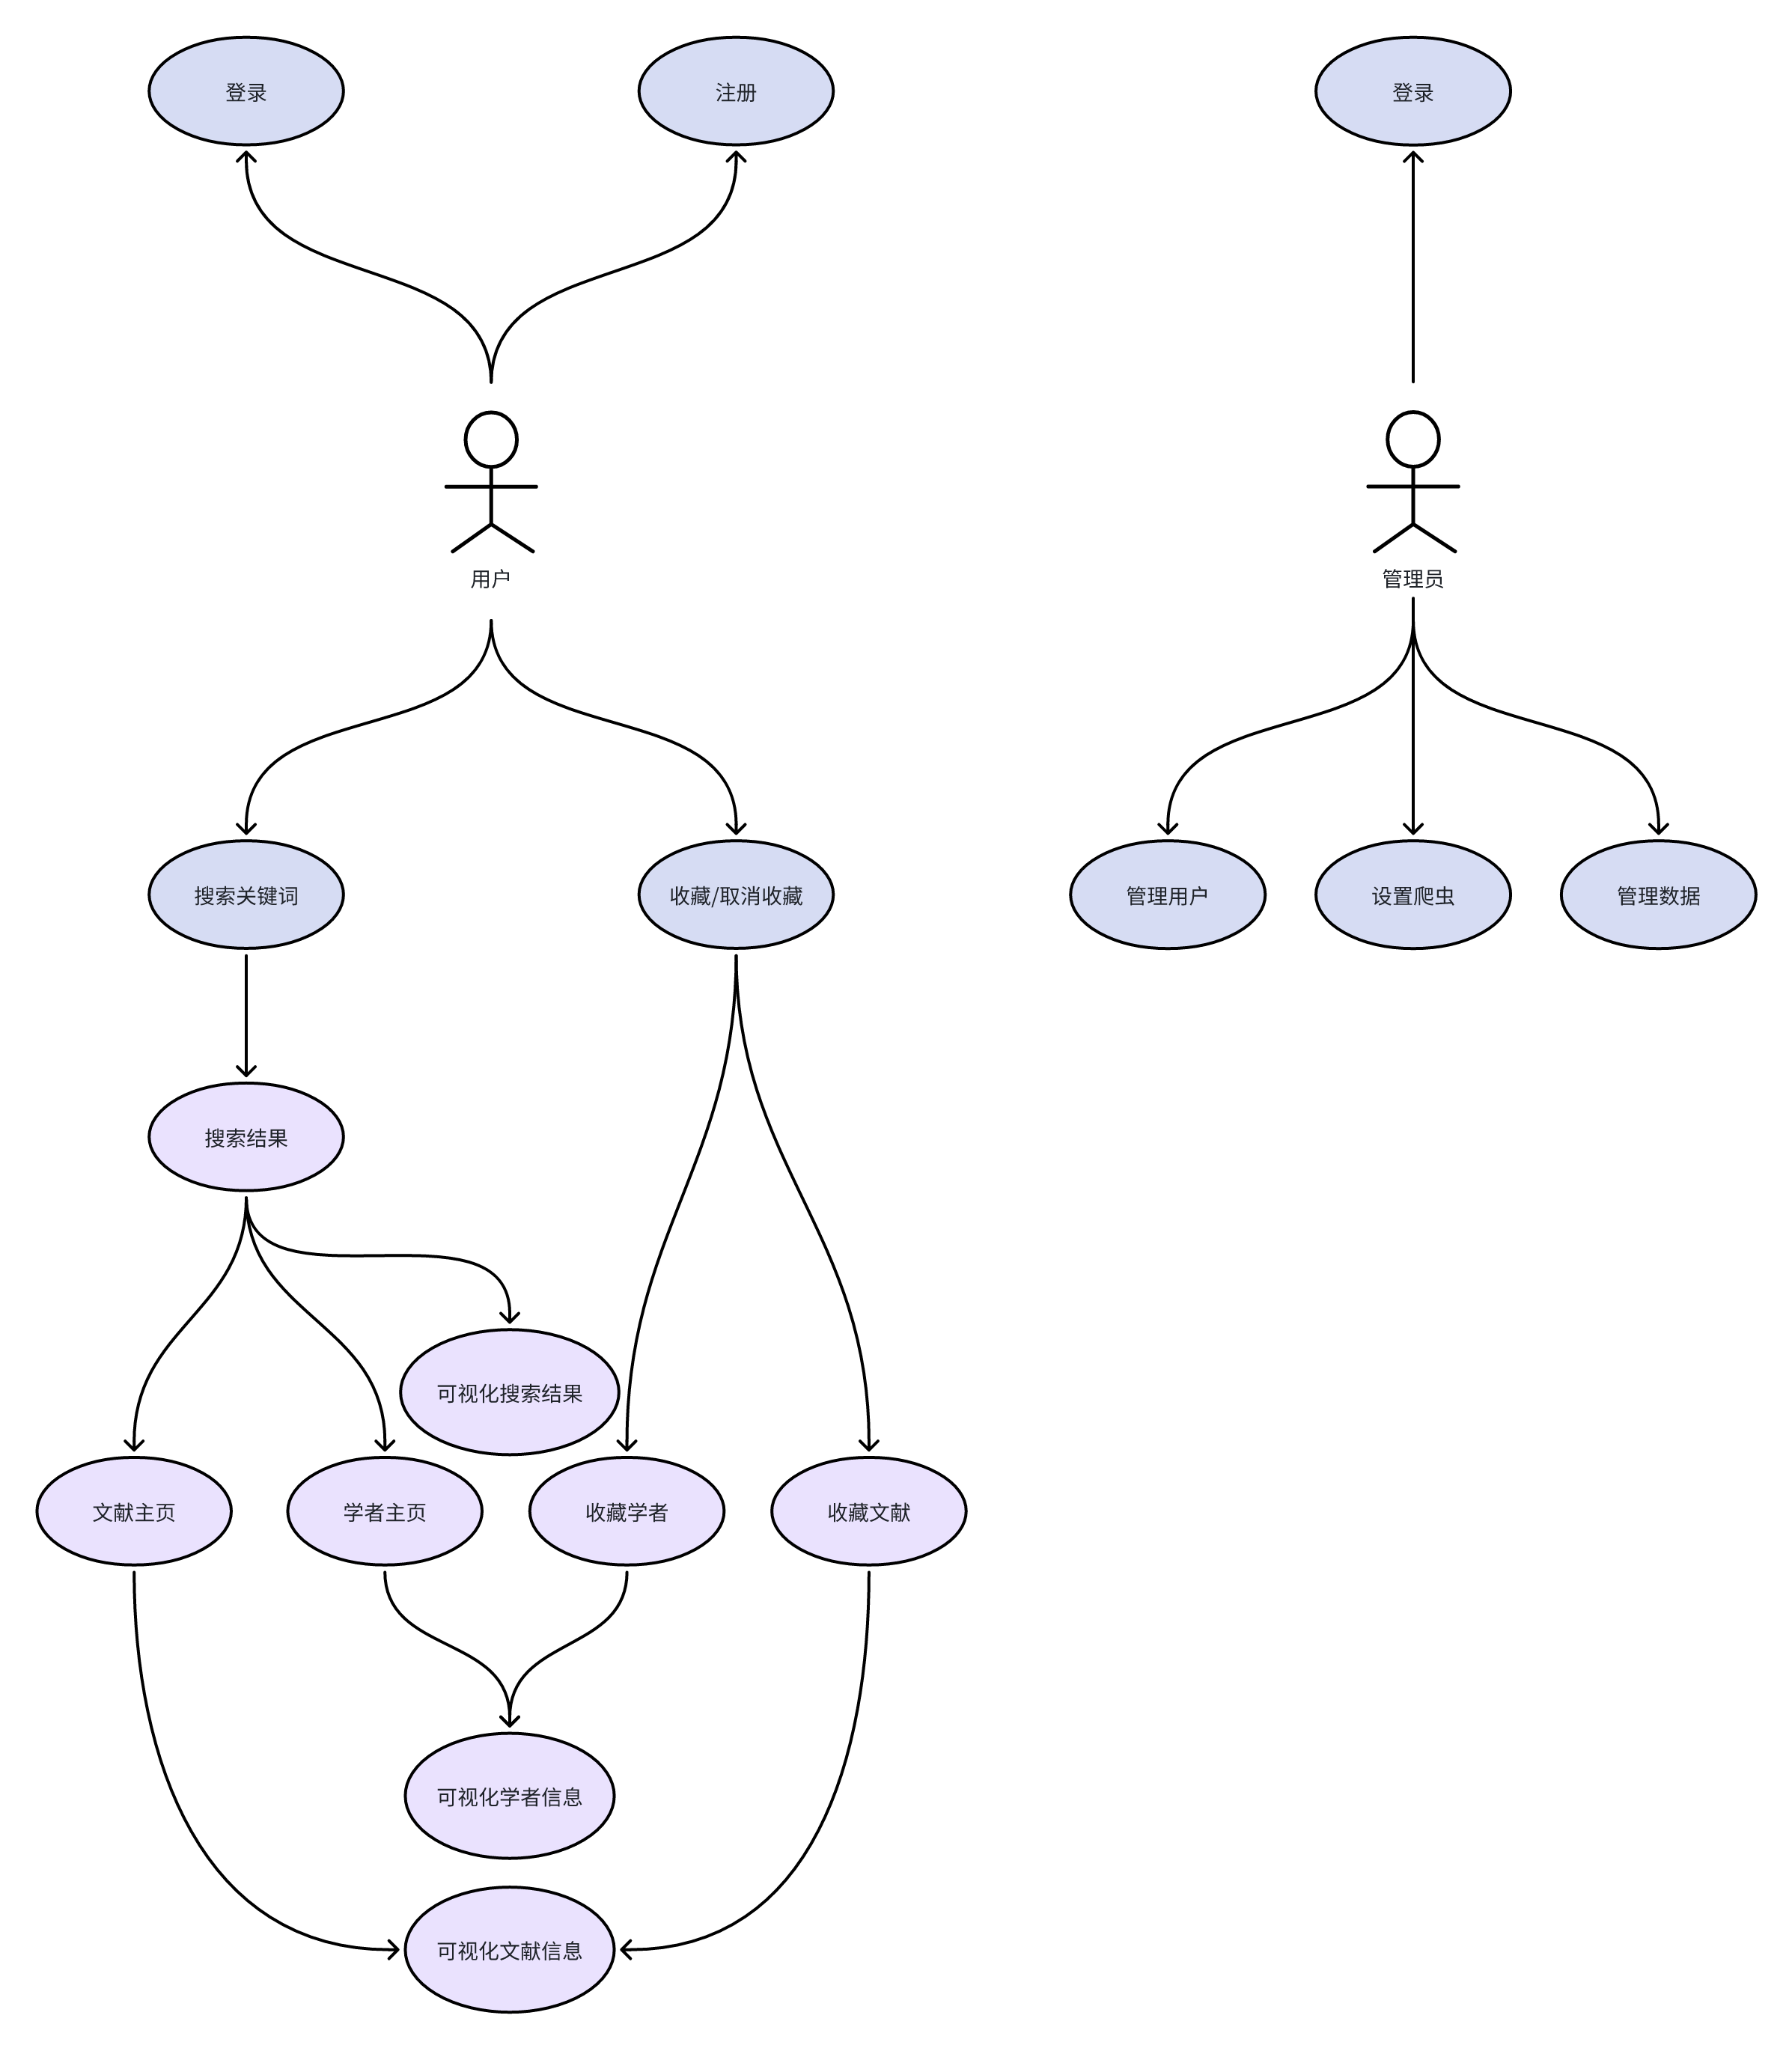 登录
注册
登录
用户
管理员
搜索关键词
收藏/取消收藏
管理用户
设置爬虫
管理数据
搜索结果
可视化搜索结果
文献主页
学者主页
收藏学者
收藏文献
可视化学者信息
可视化文献信息